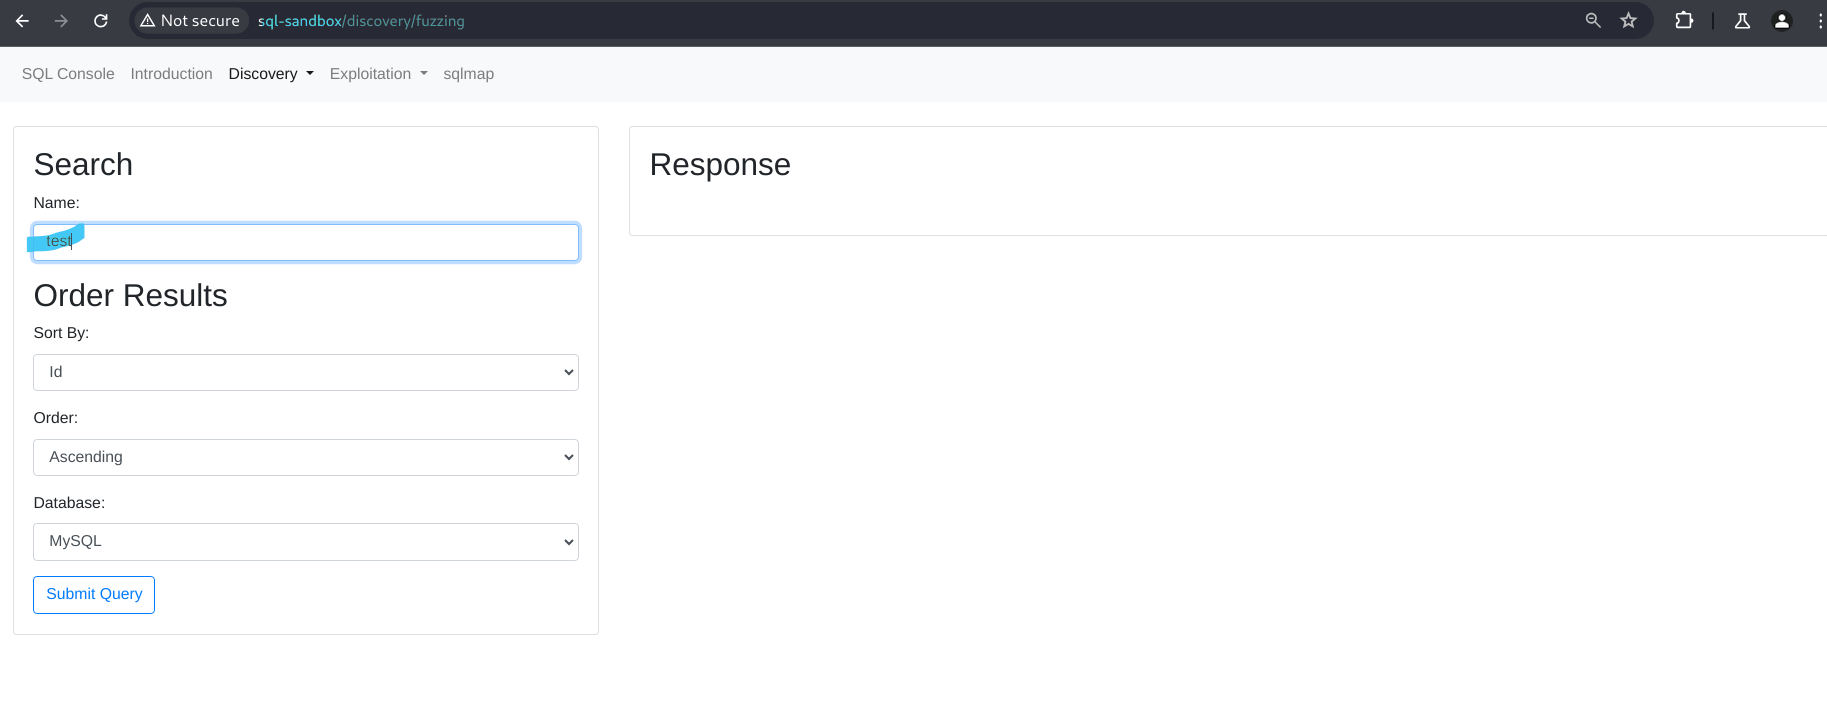 Not secure sql-sandbox/discovery/fuzzing
SQL Console Introduction Discovery Exploitation sqlmap
Search
Name:
test
Order Results
Sort By:
Id
Order:
Ascending
Database:
MySQL
Submit Query
Response